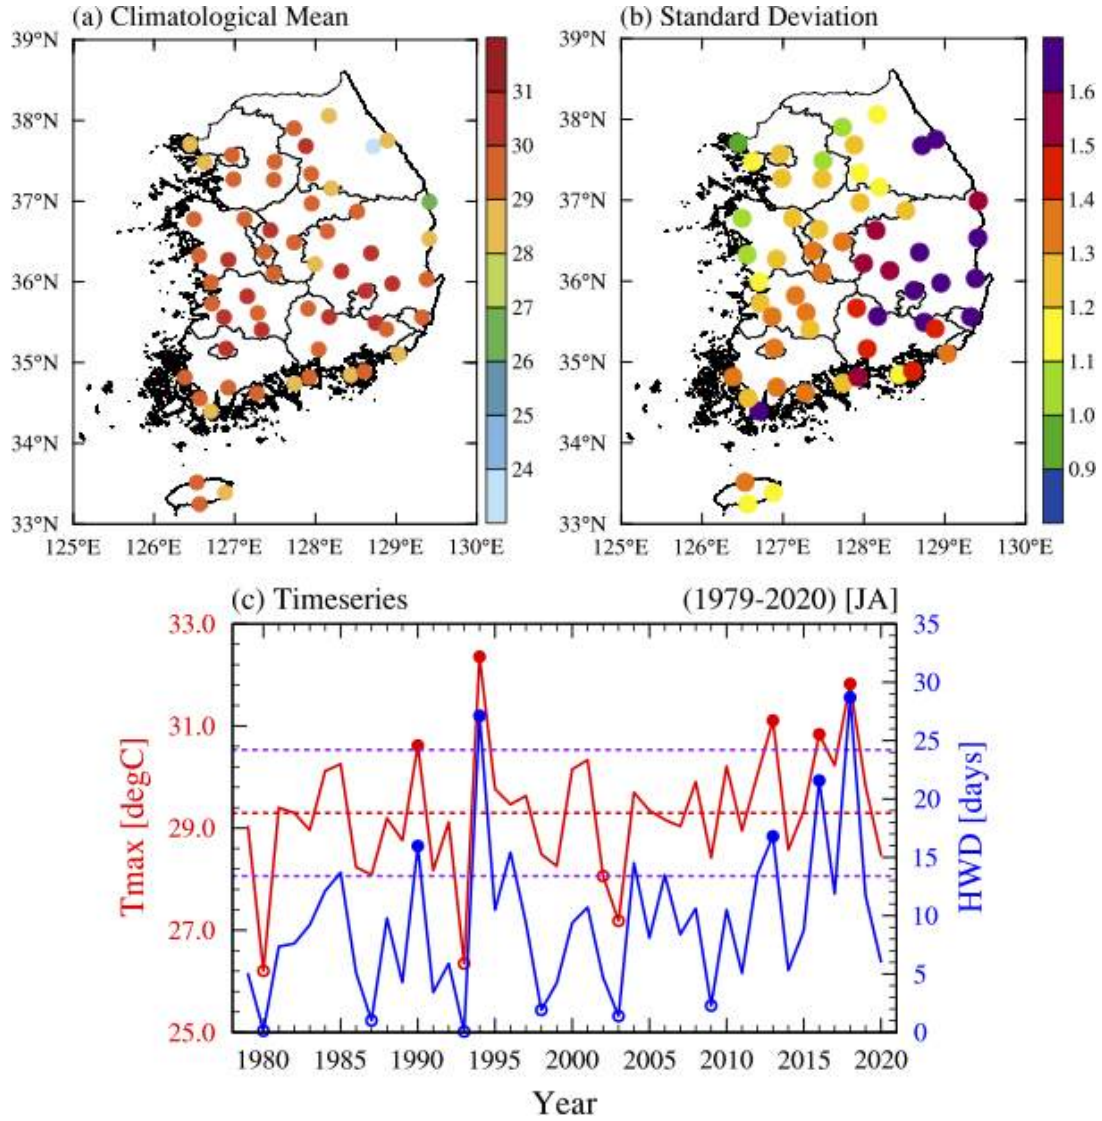 (a) Climatological Mean
(b) Standard Deviation
39°N
38°N
37°N
36°N
35°N
34°N
33°N
125°E 126°E 127°E 128°E 129°E 130°E
31
30
29
28
27
26
25
24
39°N
38°N
37°N
36°N
35°N
34°N
33°N
125°E 126°E 127°E 128°E 129°E 130°E
1.6
1.5
1.4
1.3
1.2
1.1
1.0
0.9
(c) Timeseries (1979-2020) [JA]
33.0
31.0
29.0
27.0
25.0
Tmax [degC]
35
30
25
20
15
10
5
0
HWD [days]
1980 1985 1990 1995 2000 2005 2010 2015 2020
Year